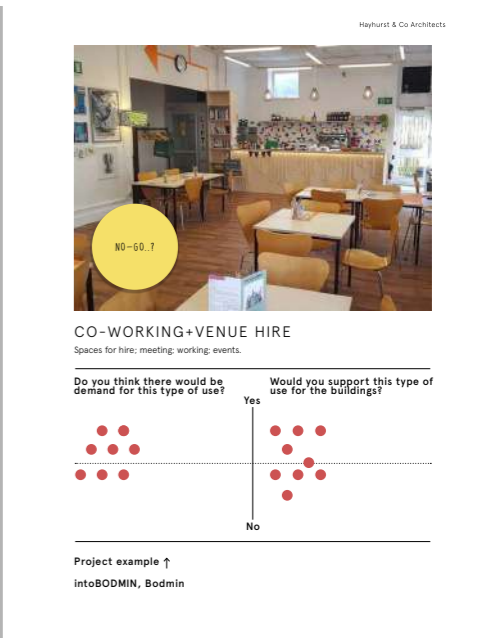 Hayhurst & Co Architects
NO-GO..?
CO-WORKING+VENUE HIRE
Spaces for hire; meeting; working; events.
Do you think there would be
demand for this type of use?
Would you support this type of
use for the buildings?
Yes
No
Project example ↑
intoBODMIN, Bodmin